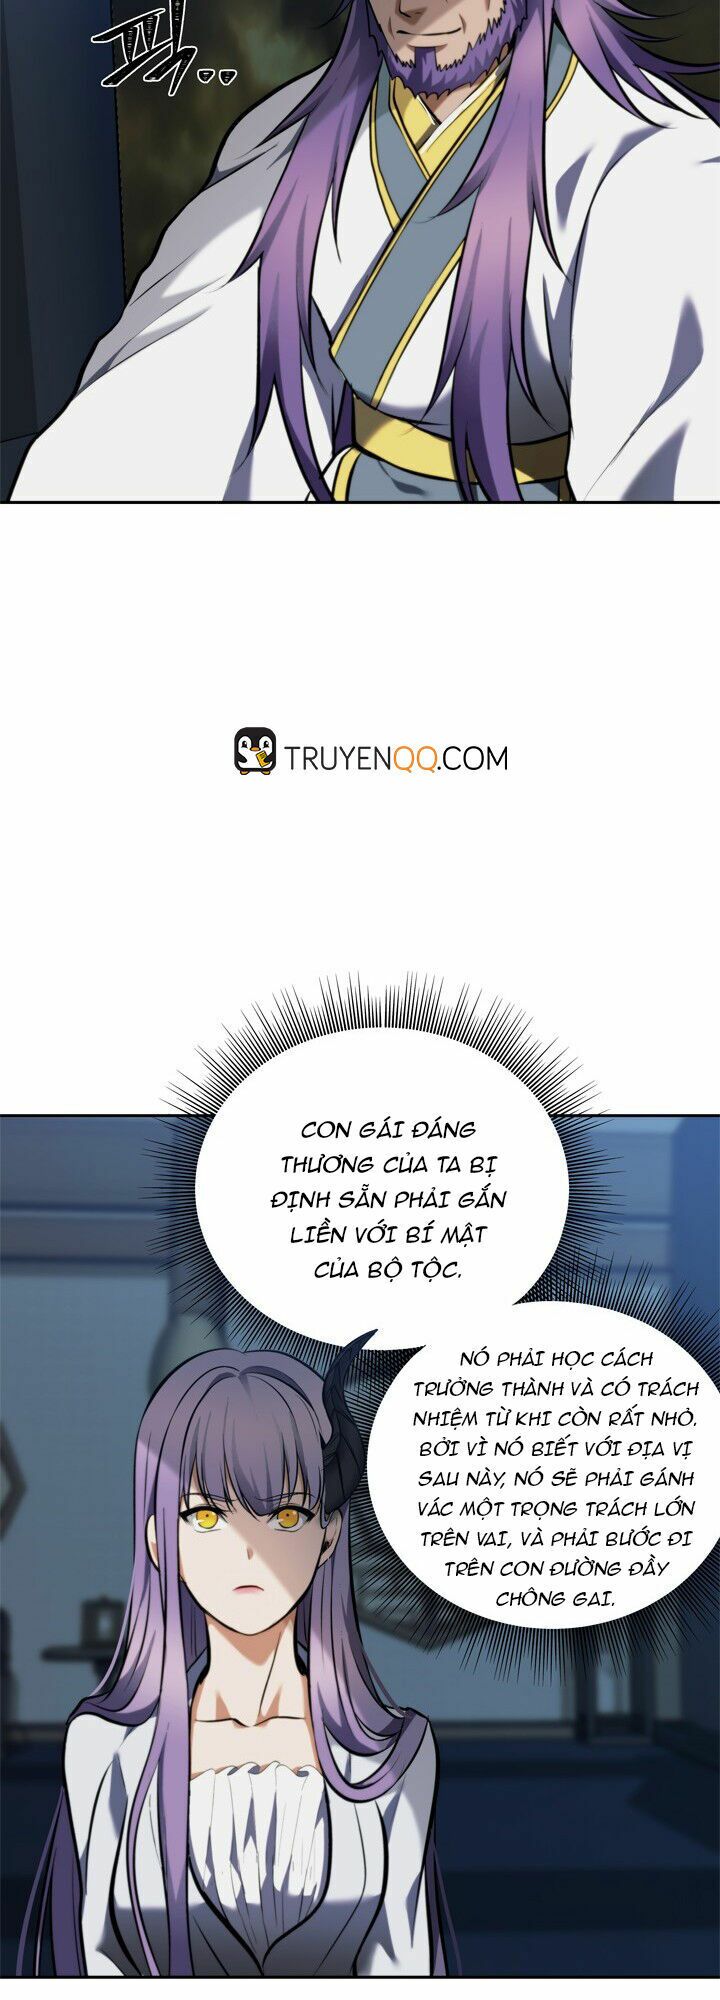 퍽..
TRUYENQQ.COM
CON GÁI ĐÁNG
THƯƠNG CỦA TA BỊ
ĐỊNH SẴN PHẢI GẮN
LIỀN VỚI BÍ MẬT
CỦA BỘ TỘC.
NÓ PHẢI HỌC CÁCH
TRƯỞNG THÀNH VÀ CÓ TRÁCH
NHIỆM TỪ KHI CÒN RẤT NHỎ.
BỞI VÌ NÓ BIẾT VỚI ĐỊA VỊ
SAU NÀY, NÓ SẼ PHẢI GÁNH
VÁC MỘT TRỌNG TRÁCH LỚN
TRÊN VAI, VÀ PHẢI BƯỚC ĐI
TRÊN CON ĐƯỜNG ĐẦY
CHÔNG GAI.